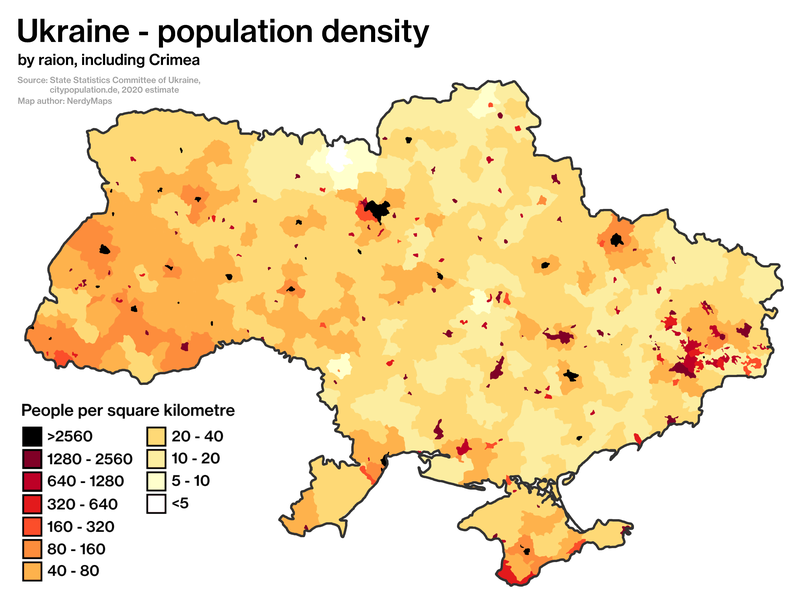 Ukraine - population density
by raion, including Crimea
Source: State Statistics Committee of Ukraine,
citypopulation.de, 2020 estimate
Map author: NerdyMaps
People per square kilometre
>2560
1280 - 2560
640 - 1280
320 - 640
160 - 320
80 - 160
40 - 80
20 - 40
10 - 20
5 - 10
<5